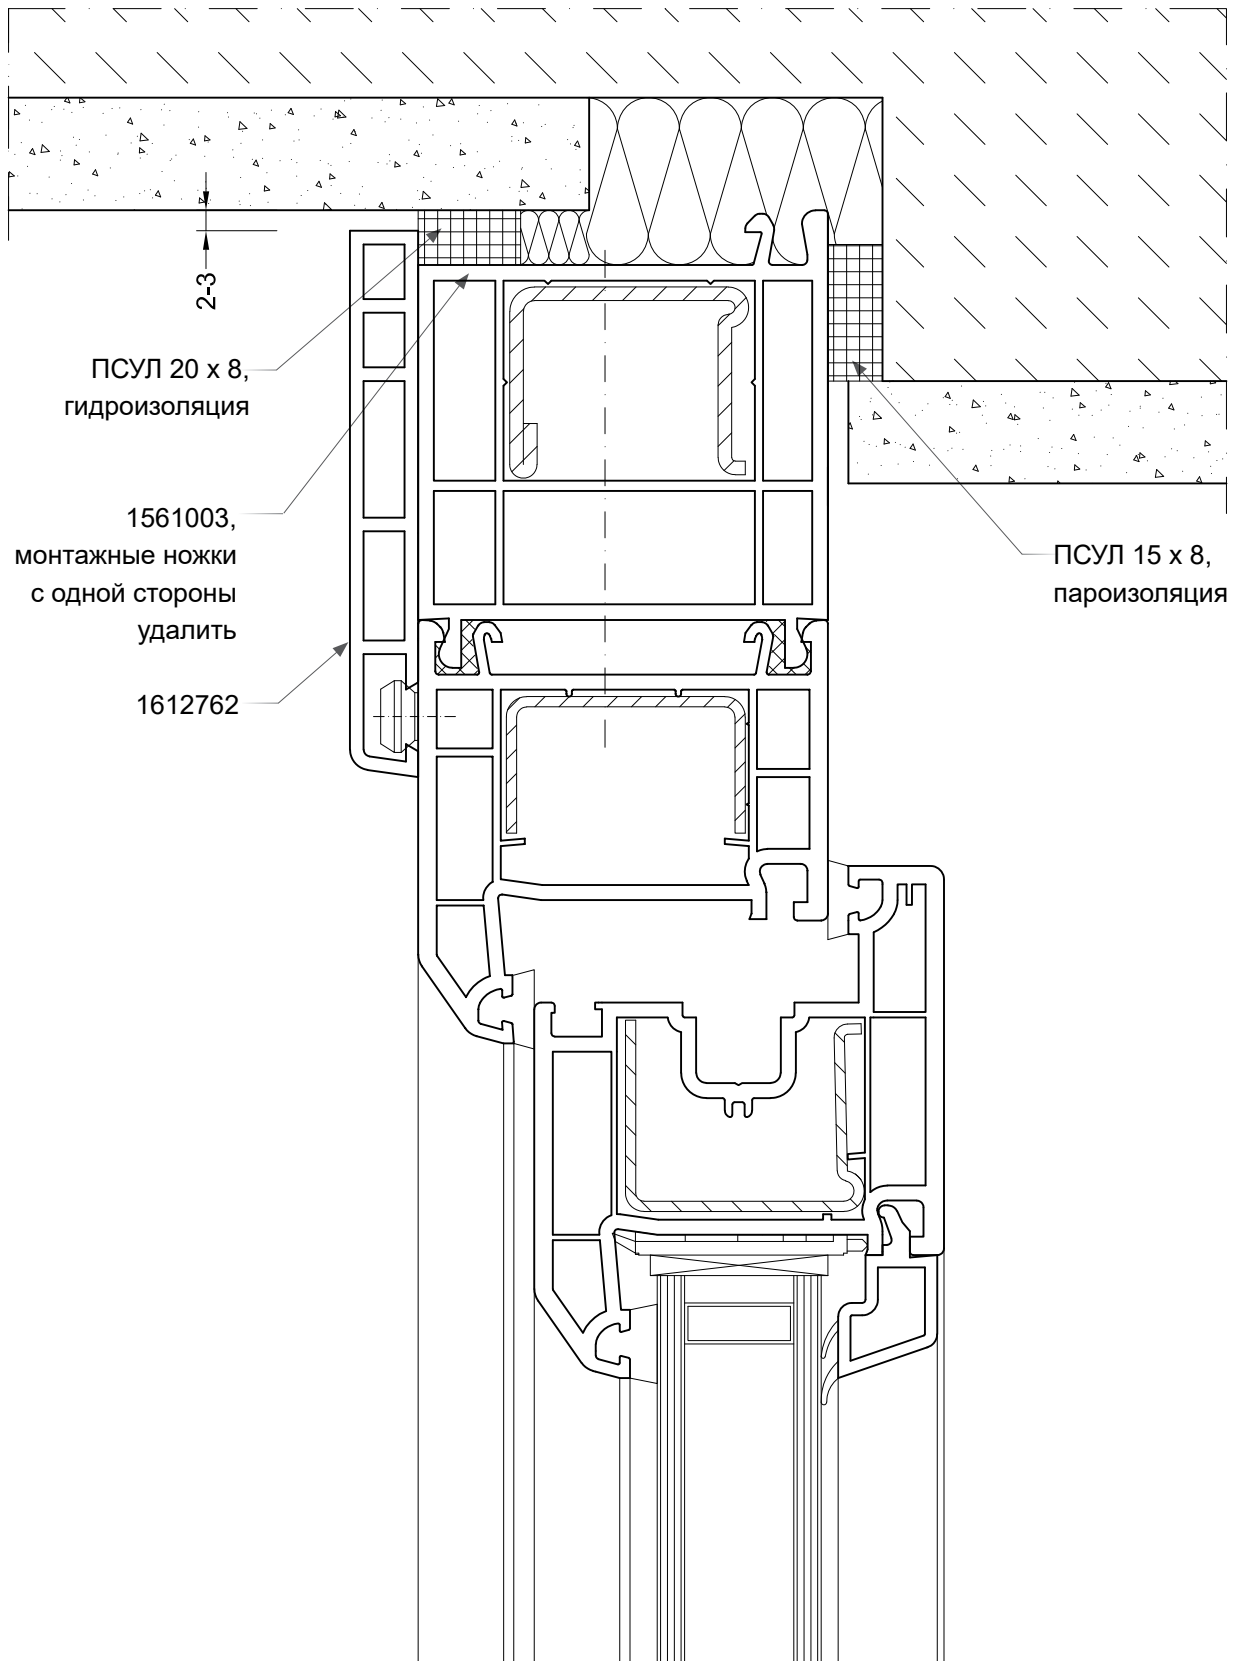 2-3
ПСУЛ 20 x 8,
гидроизоляция
1561003,
монтажные ножки
с одной стороны
удалить
ПСУЛ 15 x 8,
пароизоляция
1612762